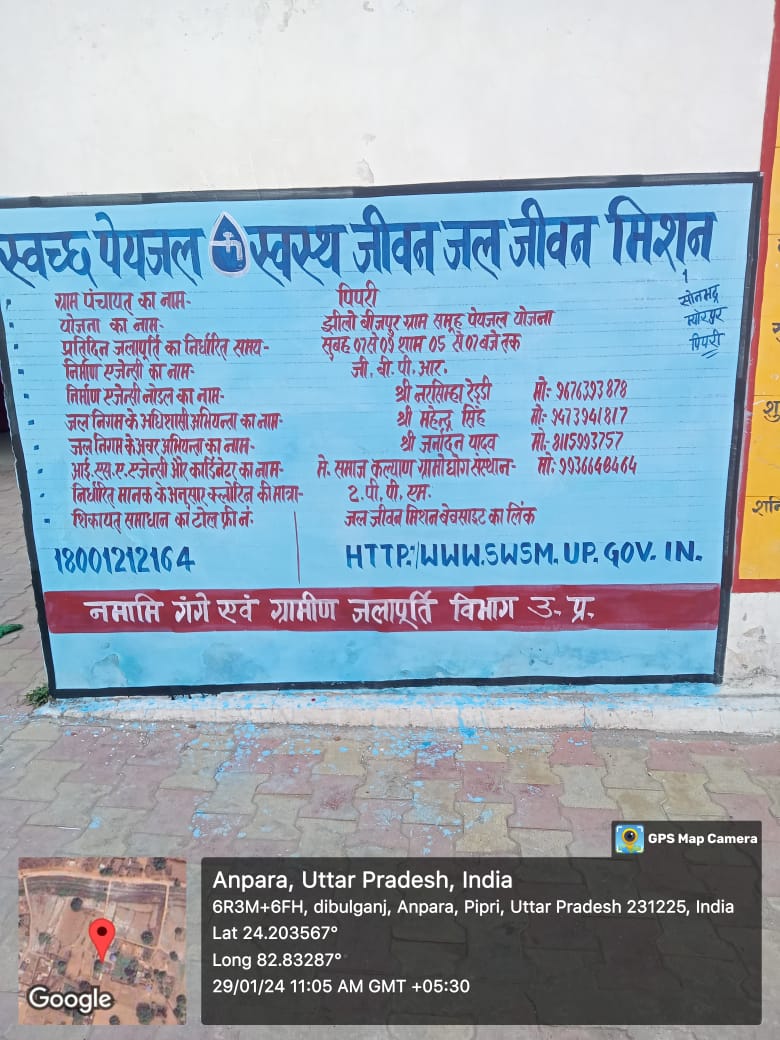 स्वच्छ पेयजल स्वस्थ जीवन जल जीवन मिशन
सोनभद्र
म्योरपुर
पिपरी
ग्राम पंचायत का नाम- पिपरी
योजना का नाम- झीलो बीजपुर ग्राम समूह पेयजल योजना
प्रतिदिन जलापूर्ति का निर्धारित समय- सुबह 07 से 09 शाम 05 से 07 बजे तक
निर्माण एजेन्सी का नाम- जी. वी. पी. आर.
निर्माण एजेन्सी नोडल का नाम- श्री नरसिम्हा रेड्डी मो:- 9676393878
जल निगम के अधिशासी अभियन्ता का नाम- श्री महेन्द्र सिंह मो:- 9473941817
जल निगम के अवर अभियन्ता का नाम- श्री जर्नादन यादव मो:- 8115993757
आई.एस.ए. एजेन्सी और कार्डिनेटर का नाम- मे. समाज कल्याण ग्रामोद्योग संस्थान- मो:- 9936648464
निर्धारित मानक के अनुसार क्लोरिन की मात्रा- 2. पी. पी. एम.
शिकायत समाधान का टोल फ्री नं. जल जीवन मिशन बेवसाइट का लिंक
18001212164 HTTP:/WWW.SWSM.UP.GOV.IN.
नमामि गंगे एवं ग्रामीण जलापूर्ति विभाग उ. प्र.
शु
शनि
GPS Map Camera
Anpara, Uttar Pradesh, India
6R3M+6FH, dibulganj, Anpara, Pipri, Uttar Pradesh 231225, India
Lat 24.203567°
Long 82.83287°
29/01/24 11:05 AM GMT +05:30
Google